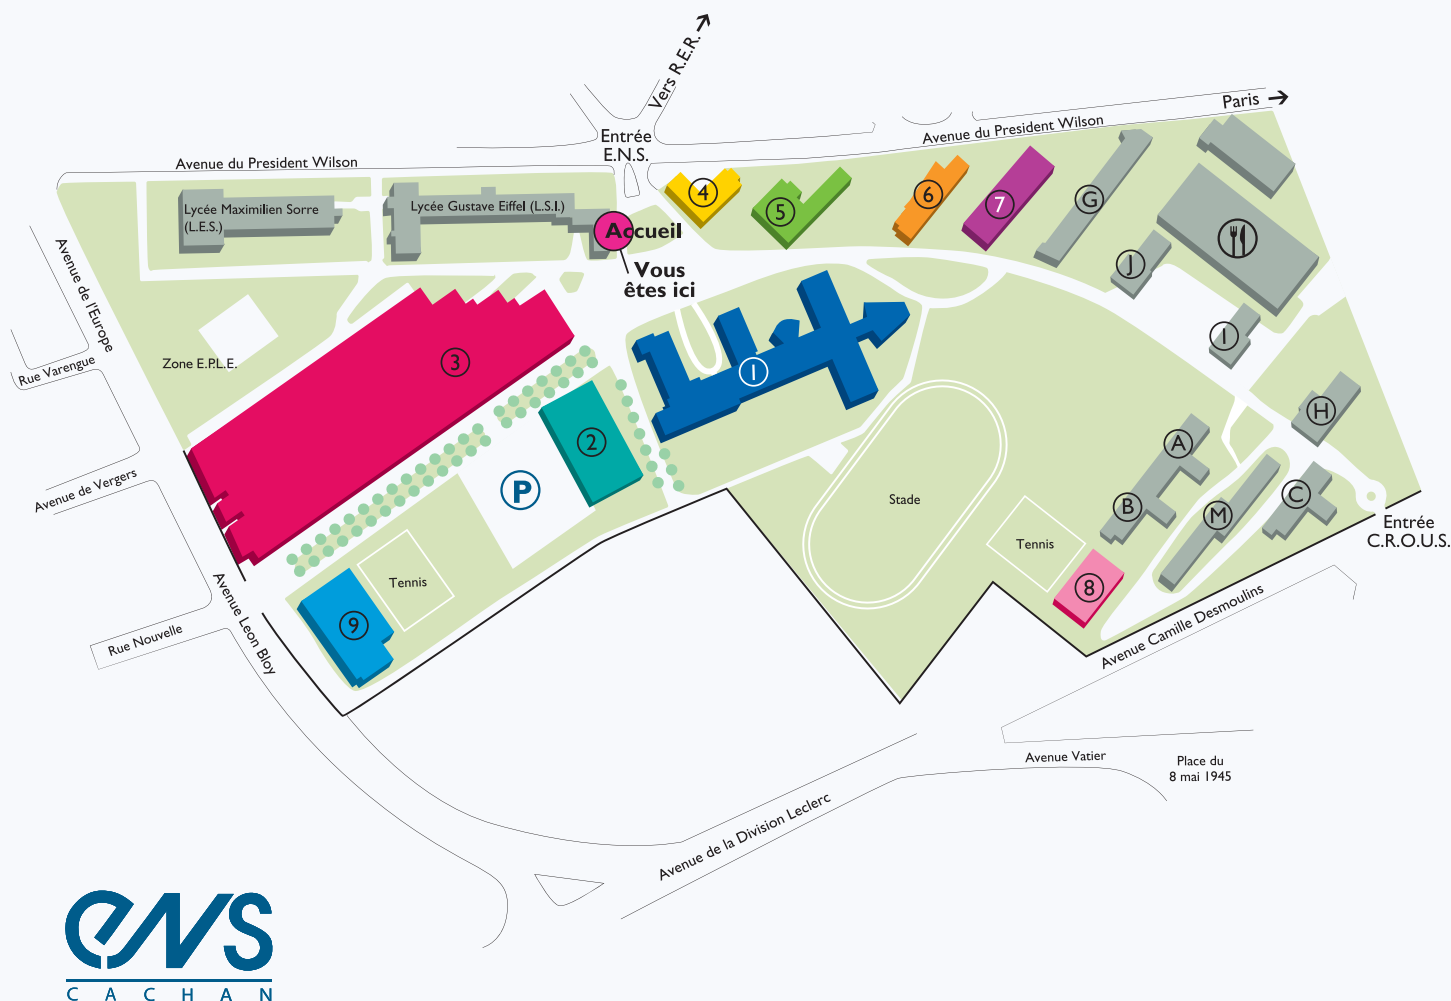 Vers R.E.R.
Paris
Entrée
E.N.S.
Avenue du President Wilson
Avenue du President Wilson
4
5
6
7
G
Lycée Maximilien Sorre
(L.E.S.)
Lycée Gustave Eiffel (L.S.I.)
Accueil
Vous
êtes ici
J
I
Avenue de l'Europe
Rue Varengue
Zone E.P.L.E.
3
1
2
H
A
B
M
C
P
Stade
Avenue de Vergers
Entrée
C.R.O.U.S.
Tennis
Tennis
8
9
Avenue Leon Bloy
Rue Nouvelle
Avenue Camille Desmoulins
Avenue Vatier
Place du
8 mai 1945
Avenue de la Division Leclerc
ens
CACHAN